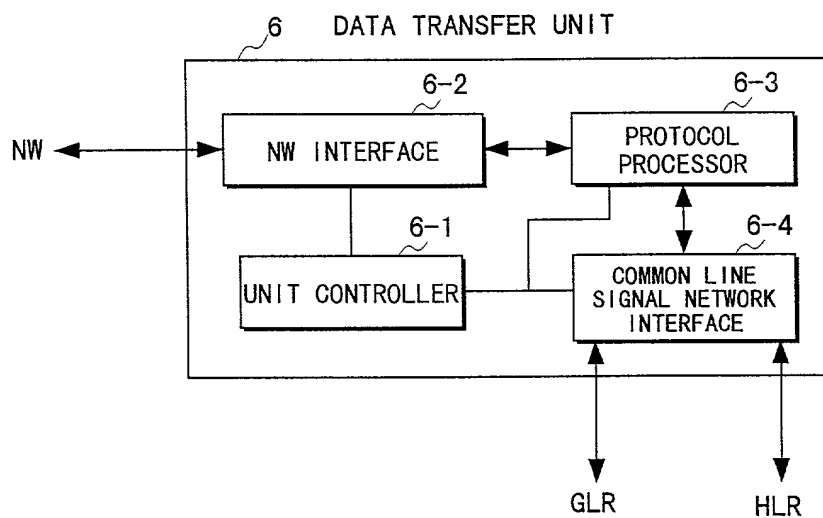 6 DATA TRANSFER UNIT
6-2
6-3
NW
NW INTERFACE
PROTOCOL
PROCESSOR
6-1
6-4
UNIT CONTROLLER
COMMON LINE
SIGNAL NETWORK
INTERFACE
GLR
HLR